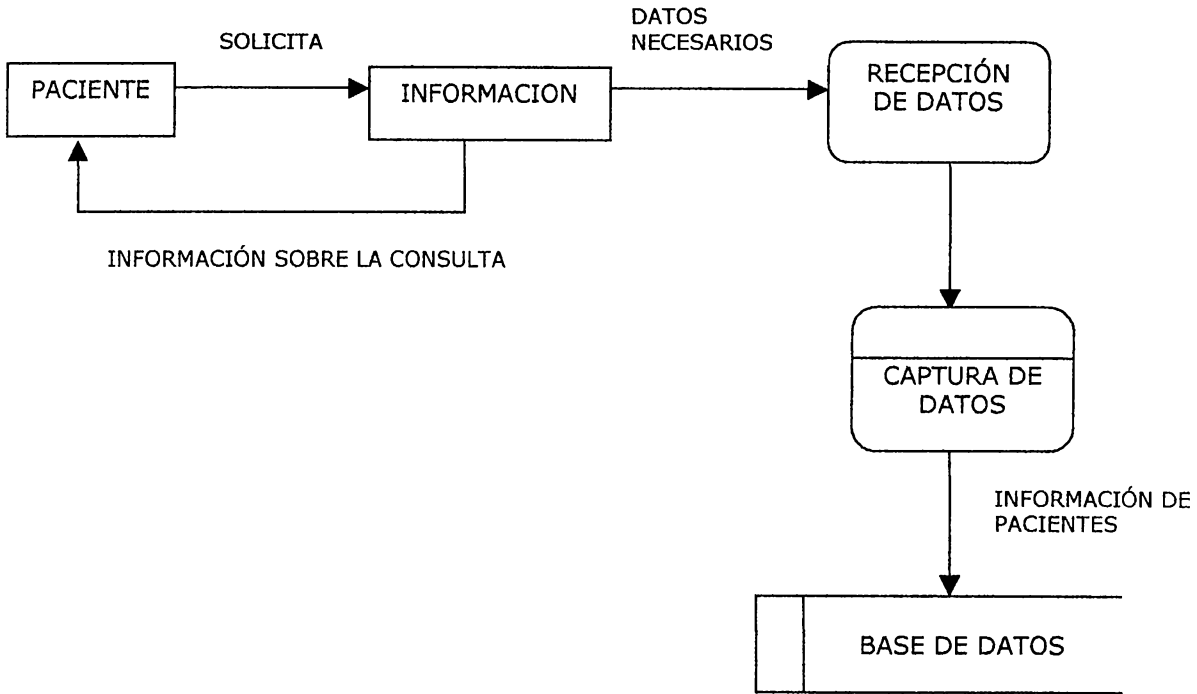 DATOS
NECESARIOS
SOLICITA
PACIENTE
INFORMACION
RECEPCIÓN
DE DATOS
INFORMACIÓN SOBRE LA CONSULTA
CAPTURA DE
DATOS
INFORMACIÓN DE
PACIENTES
BASE DE DATOS